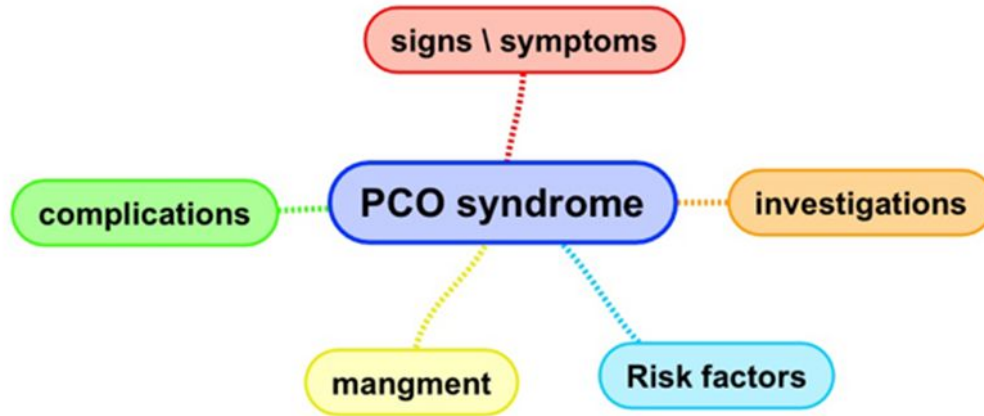 signs \ symptoms
complications
PCO syndrome
investigations
mangment
Risk factors